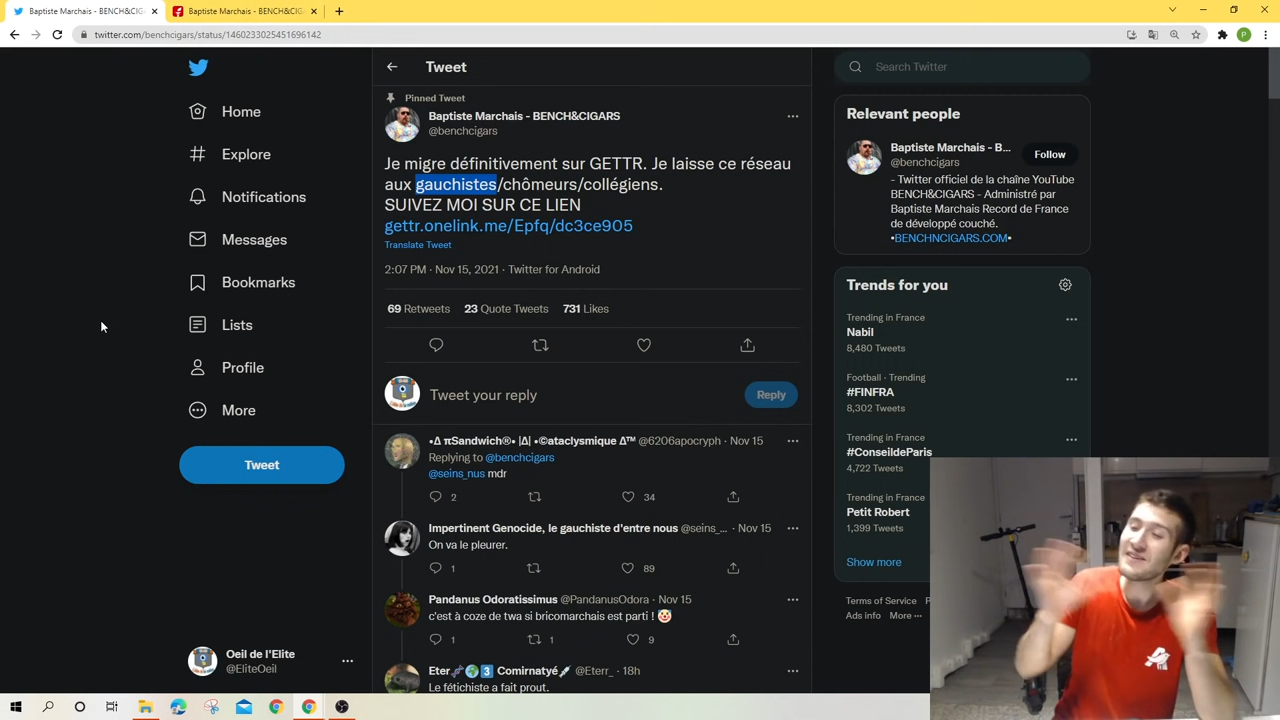 Baptiste Marchais - BENCH&CIG
Baptiste Marchais - BENCH&CIG
twitter.com/benchcigars/status/1460233025451696142
Home
Explore
Notifications
Messages
Bookmarks
Lists
Profile
More
Tweet
Oeil de l'Elite
@EliteOeil
Tweet
Pinned Tweet
Baptiste Marchais - BENCH&CIGARS
@benchcigars
Je migre définitivement sur GETTR. Je laisse ce réseau
aux gauchistes/chômeurs/collégiens.
SUIVEZ MOI SUR CE LIEN
gettr.onelink.me/Epfq/dc3ce905
Translate Tweet
2:07 PM · Nov 15, 2021 · Twitter for Android
69 Retweets 23 Quote Tweets 731 Likes
Tweet your reply
Reply
•Δ πSandwich®• |Δ| •©ataclysmique Δ™ @6206apocryph · Nov 15
Replying to @benchcigars
@seins_nus mdr
2 34
Impertinent Genocide, le gauchiste d'entre nous @seins_... · Nov 15
On va le pleurer.
1 89
Pandanus Odoratissimus @PandanusOdora · Nov 15
c'est à coze de twa si bricomarchais est parti !
1 1 9
Eter 3 Comirnatyé @Eterr_ · 18h
Le fétichiste a fait prout.
Search Twitter
Relevant people
Baptiste Marchais - B...
@benchcigars
Follow
- Twitter officiel de la chaîne YouTube
BENCH&CIGARS - Administré par
Baptiste Marchais Record de France
de développé couché.
•BENCHNCIGARS.COM•
Trends for you
Trending in France
Nabil
8,480 Tweets
Football · Trending
#FINFRA
8,302 Tweets
Trending in France
#ConseildeParis
4,722 Tweets
Trending in France
Petit Robert
1,399 Tweets
Show more
Terms of Service
Ads info More